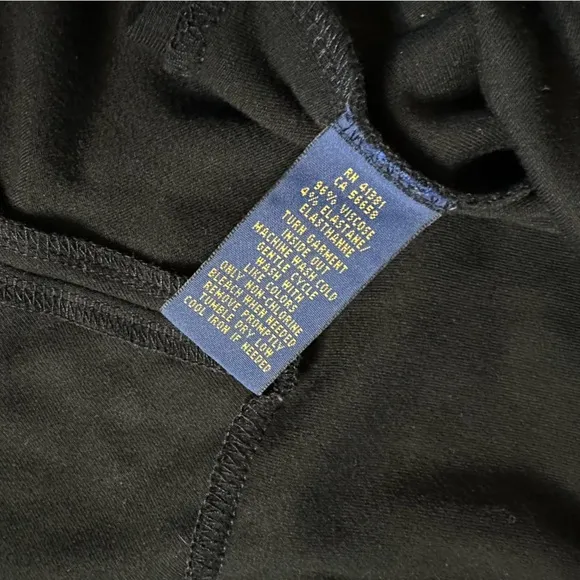 RN 41381
CA 56658
96% VISCOSE
4% ELASTANE/
ELASTHANNE
TURN GARMENT
INSIDE OUT
MACHINE WASH COLD
GENTLE CYCLE
WASH WITH
LIKE COLORS
ONLY NON-CHLORINE
BLEACH WHEN NEEDED
REMOVE PROMPTLY
TUMBLE DRY LOW
COOL IRON IF NEEDED